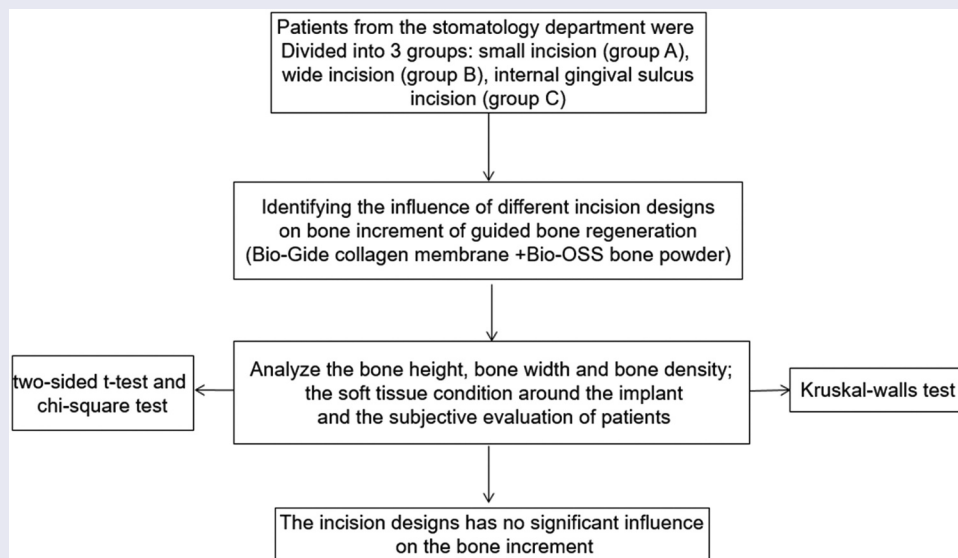 Patients from the stomatology department were
Divided into 3 groups: small incision (group A),
wide incision (group B), internal gingival sulcus
incision (group C)
Identifying the influence of different incision designs
on bone increment of guided bone regeneration
(Bio-Gide collagen membrane +Bio-OSS bone powder)
two-sided t-test and
chi-square test
Analyze the bone height, bone width and bone density;
the soft tissue condition around the implant
and the subjective evaluation of patients
Kruskal-walls test
The incision designs has no significant influence
on the bone increment